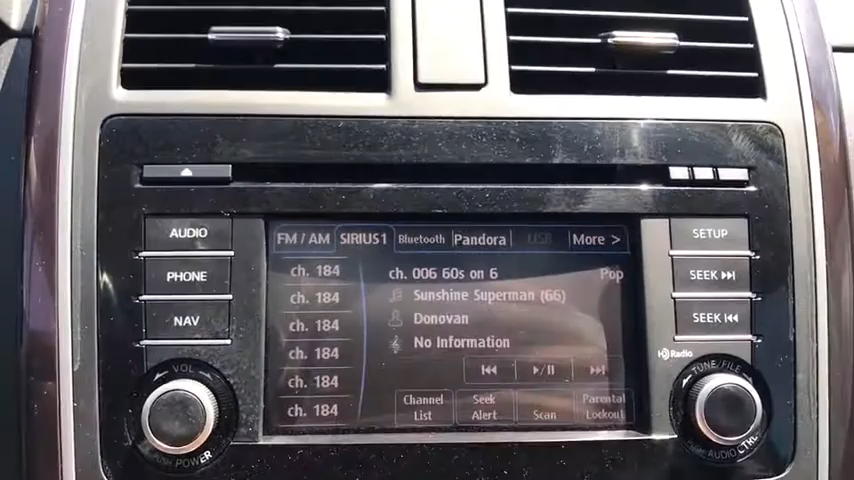 AUDIO
PHONE
NAV
VOL
PUSH POWER
FM / AM SIRIUS1 Bluetooth Pandora USB More >
ch. 184
ch. 184
ch. 184
ch. 184
ch. 184
ch. 184
ch. 006 60s on 6 Pop
Sunshine Superman (66)
Donovan
No Information
Channel List
Seek Alert
Scan
Parental Lockout
SETUP
SEEK
SEEK
HD Radio
TUNE / FILE
PUSH AUDIO CTRL